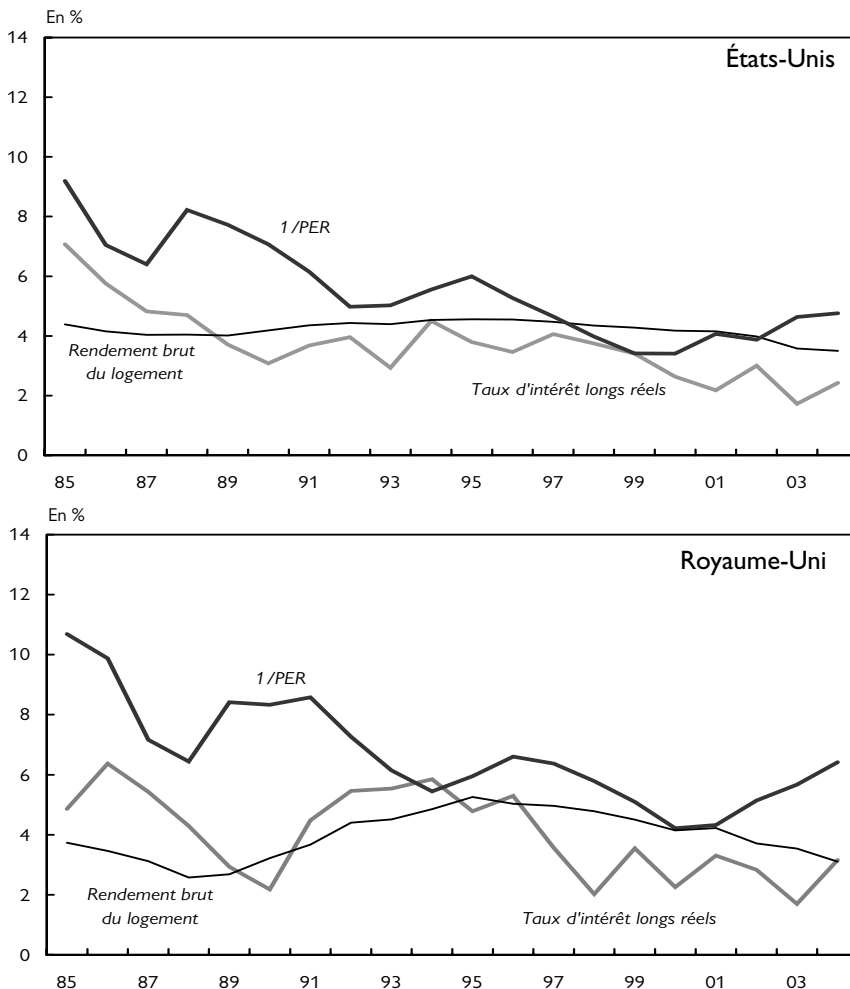 En %
14
États-Unis
12
10
8
1/PER
6
4
Rendement brut
du logement
Taux d'intérêt longs réels
2
0
85 87 89 91 93 95 97 99 01 03
En %
14
Royaume-Uni
12
10
1/PER
8
6
4
2
Rendement brut
du logement
Taux d'intérêt longs réels
0
85 87 89 91 93 95 97 99 01 03